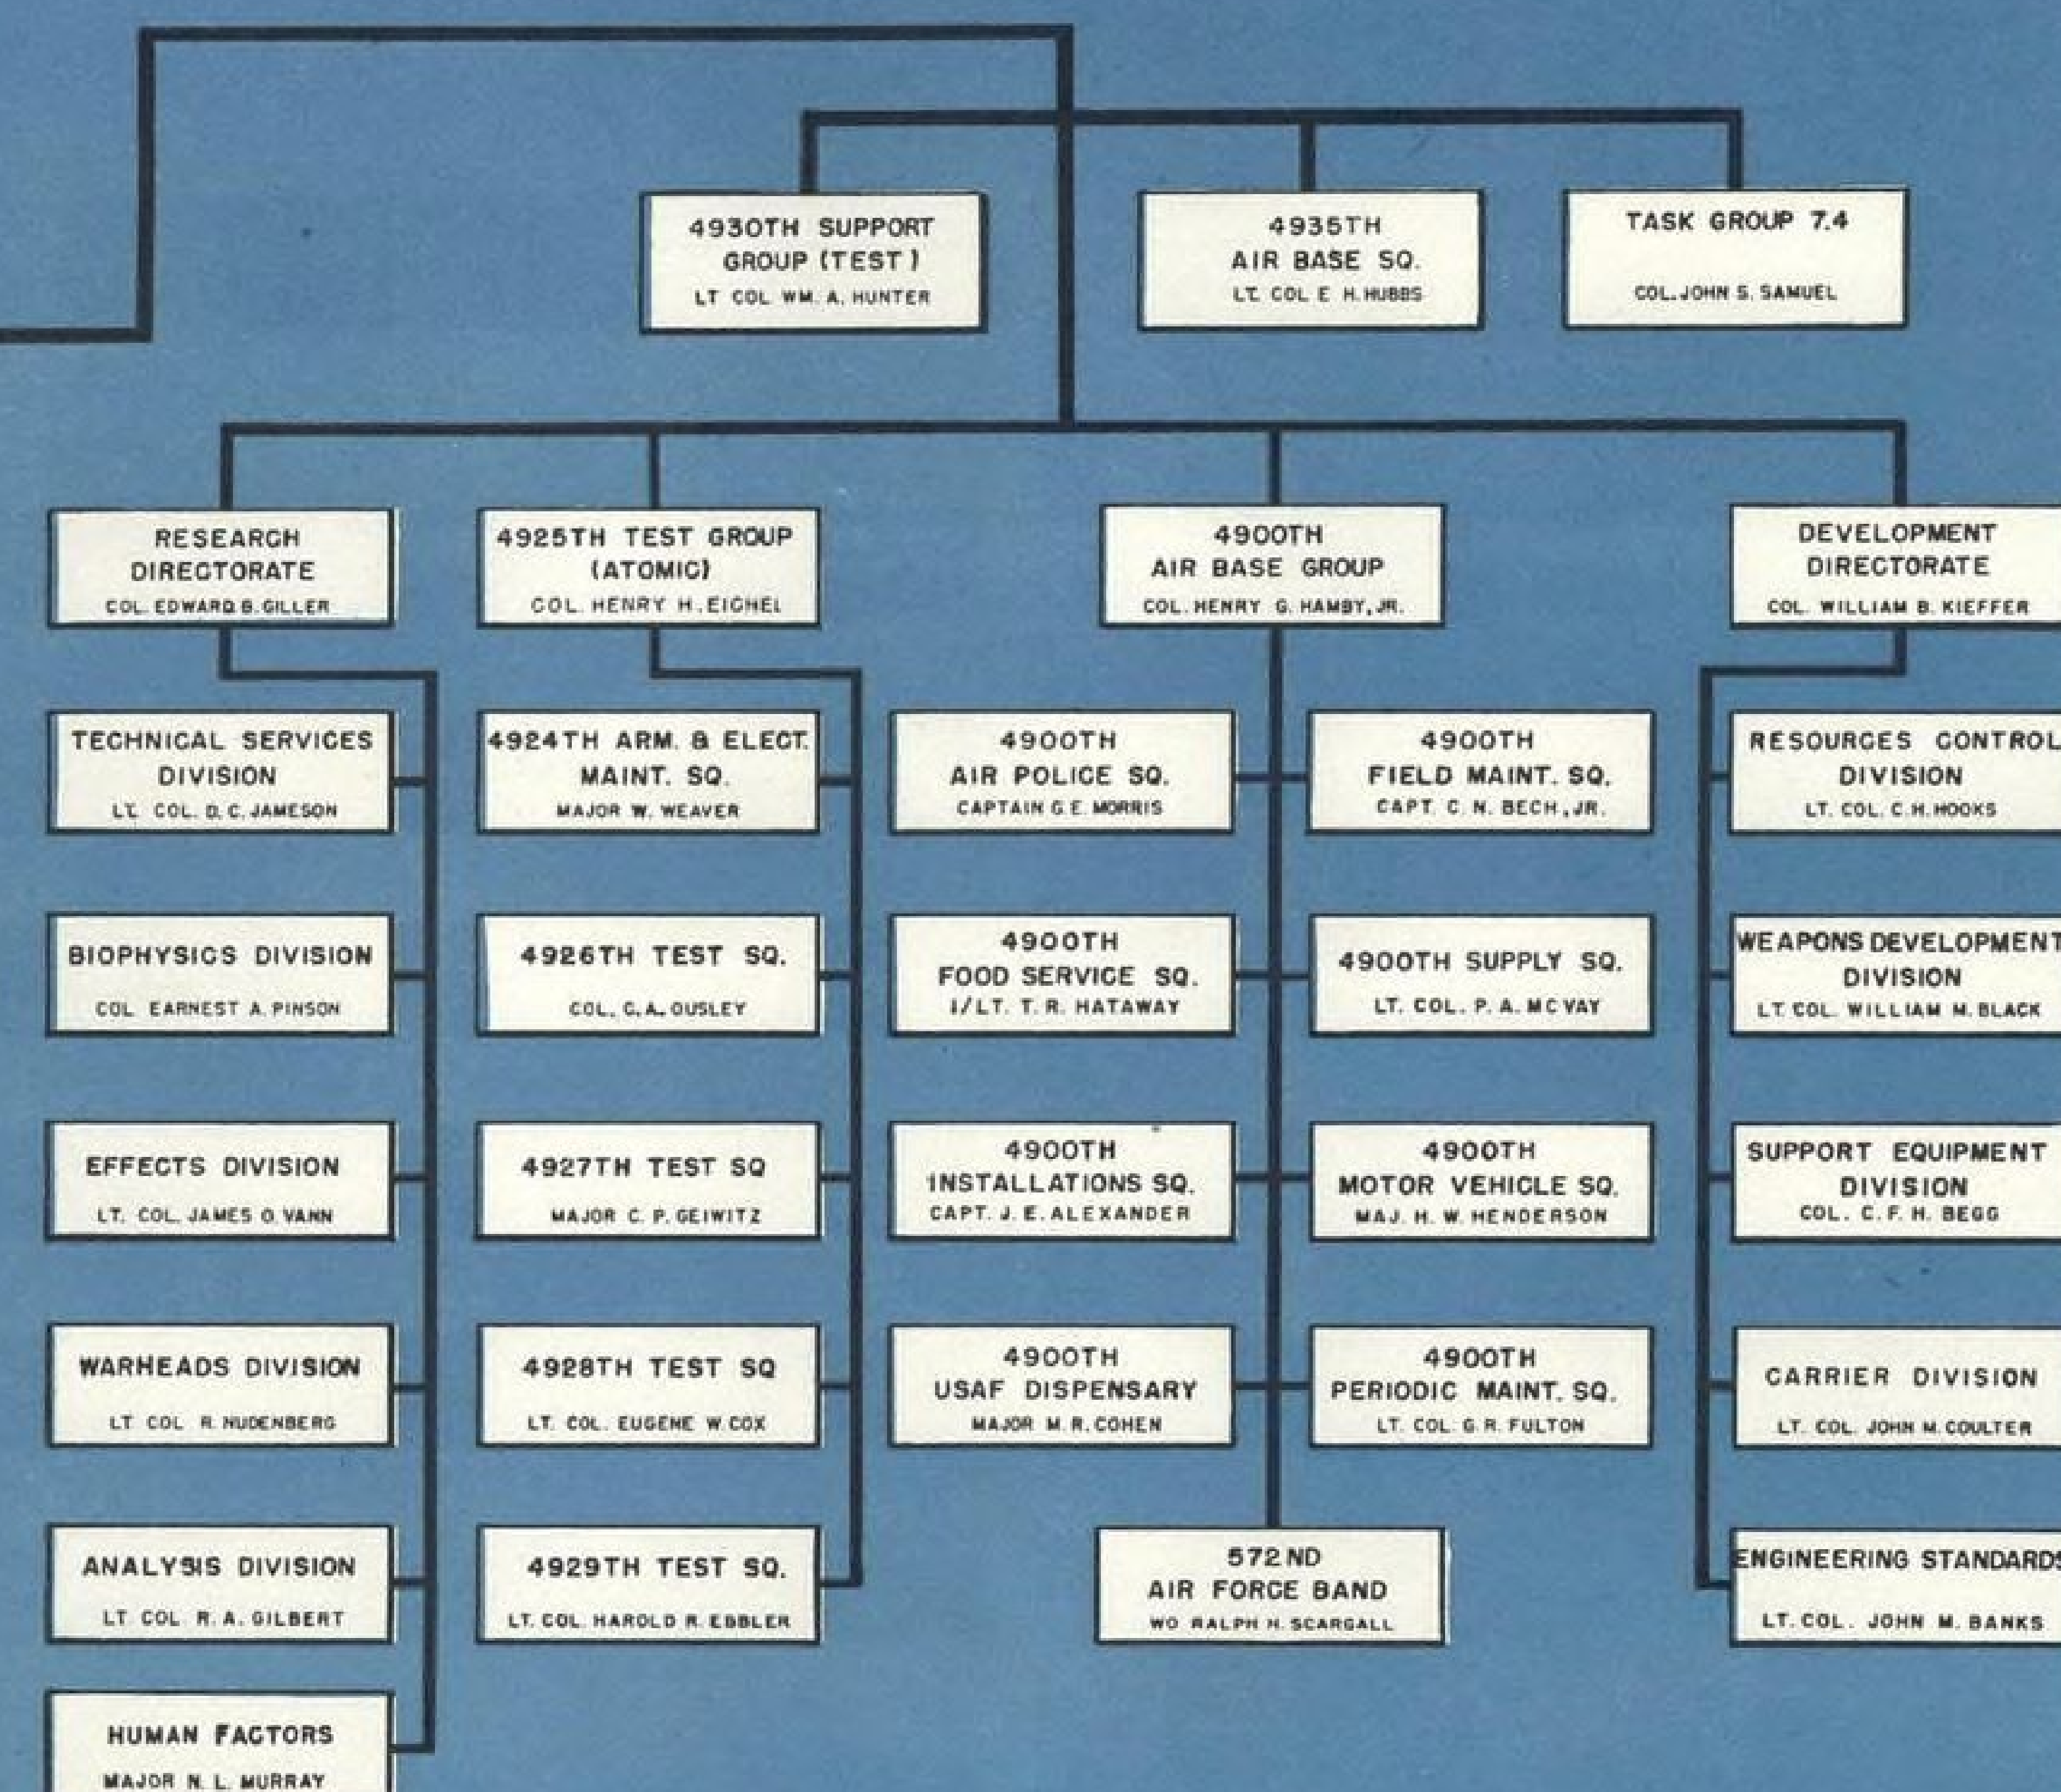 4930TH SUPPORT
GROUP (TEST)
LT COL WM. A. HUNTER
4935TH
AIR BASE SQ.
LT. COL E H. HUBBS
TASK GROUP 7.4
COL. JOHN S. SAMUEL
RESEARCH
DIRECTORATE
COL. EDWARD B. GILLER
4925TH TEST GROUP
(ATOMIC)
COL. HENRY H. EICHEL
4900TH
AIR BASE GROUP
COL. HENRY G. HAMBY, JR.
DEVELOPMENT
DIRECTORATE
COL. WILLIAM B. KIEFFER
TECHNICAL SERVICES
DIVISION
LT. COL. D. C. JAMESON
4924TH ARM. & ELECT.
MAINT. SQ.
MAJOR W. WEAVER
4900TH
AIR POLICE SQ.
CAPTAIN G. E. MORRIS
4900TH
FIELD MAINT. SQ.
CAPT. C. N. BECH, JR.
RESOURCES CONTROL
DIVISION
LT. COL. C. H. HOOKS
BIOPHYSICS DIVISION
COL EARNEST A. PINSON
4926TH TEST SQ.
COL. C. A. OUSLEY
4900TH
FOOD SERVICE SQ.
1/LT. T. R. HATAWAY
4900TH SUPPLY SQ.
LT. COL. P. A. MC VAY
WEAPONS DEVELOPMENT
DIVISION
LT COL. WILLIAM M. BLACK
EFFECTS DIVISION
LT. COL. JAMES O. VANN
4927TH TEST SQ
MAJOR C. P. GEIWITZ
4900TH
INSTALLATIONS SQ.
CAPT. J. E. ALEXANDER
4900TH
MOTOR VEHICLE SQ.
MAJ. H. W. HENDERSON
SUPPORT EQUIPMENT
DIVISION
COL. C. F. H. BEGG
WARHEADS DIVISION
LT COL R. NUDENBERG
4928TH TEST SQ
LT. COL. EUGENE W. COX
4900TH
USAF DISPENSARY
MAJOR M. R. COHEN
4900TH
PERIODIC MAINT. SQ.
LT. COL. G. R. FULTON
CARRIER DIVISION
LT. COL. JOHN M. COULTER
ANALYSIS DIVISION
LT. COL. R. A. GILBERT
4929TH TEST SQ.
LT. COL. HAROLD R. EBBLER
572 ND
AIR FORCE BAND
WO RALPH H. SCARGALL
ENGINEERING STANDARDS
LT. COL. JOHN M. BANKS
HUMAN FACTORS
MAJOR N. L. MURRAY